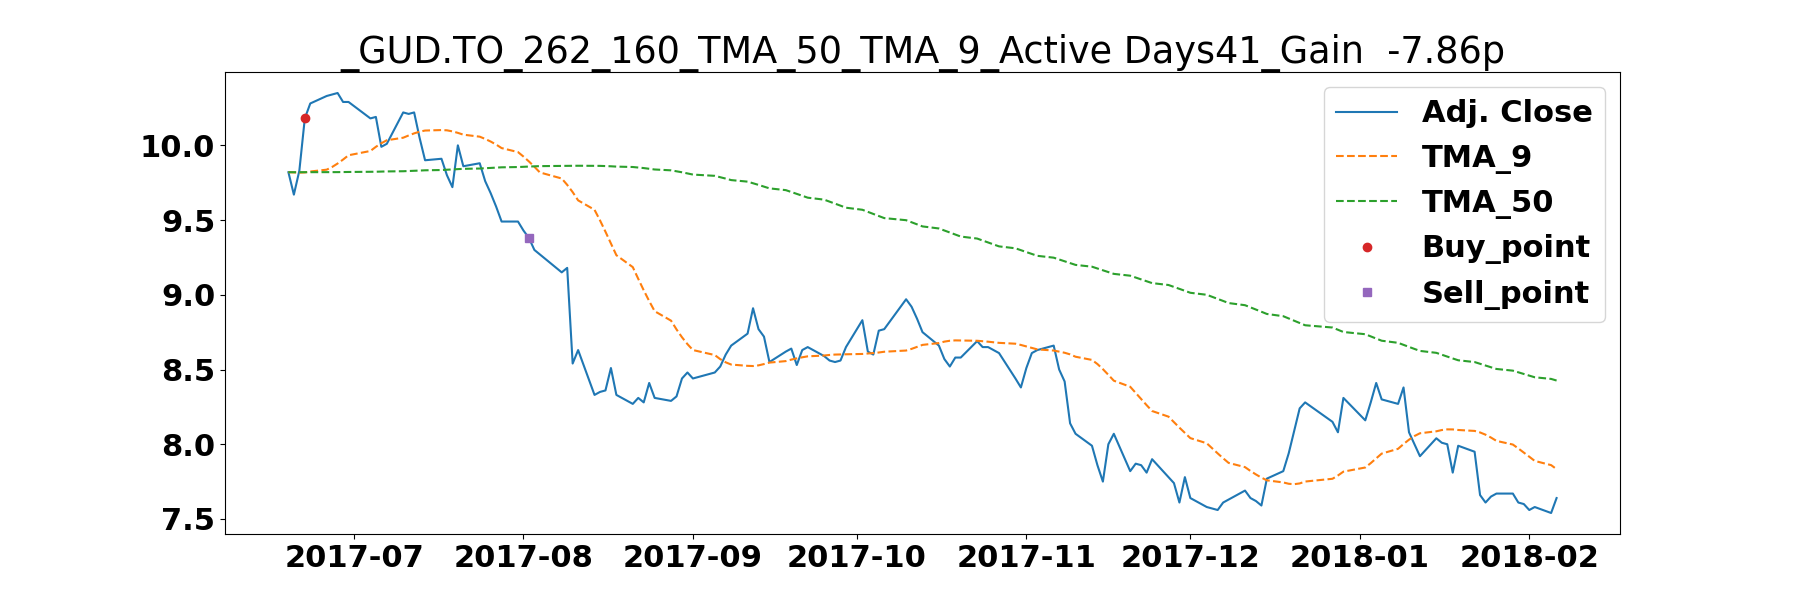 _GUD.TO_262_160_TMA_50_TMA_9_Active Days41_Gain  -7.86p
Adj. Close
TMA_9
TMA_50
Buy_point
Sell_point
10.0
9.5
9.0
8.5
8.0
7.5
2017-07 2017-08 2017-09 2017-10 2017-11 2017-12 2018-01 2018-02